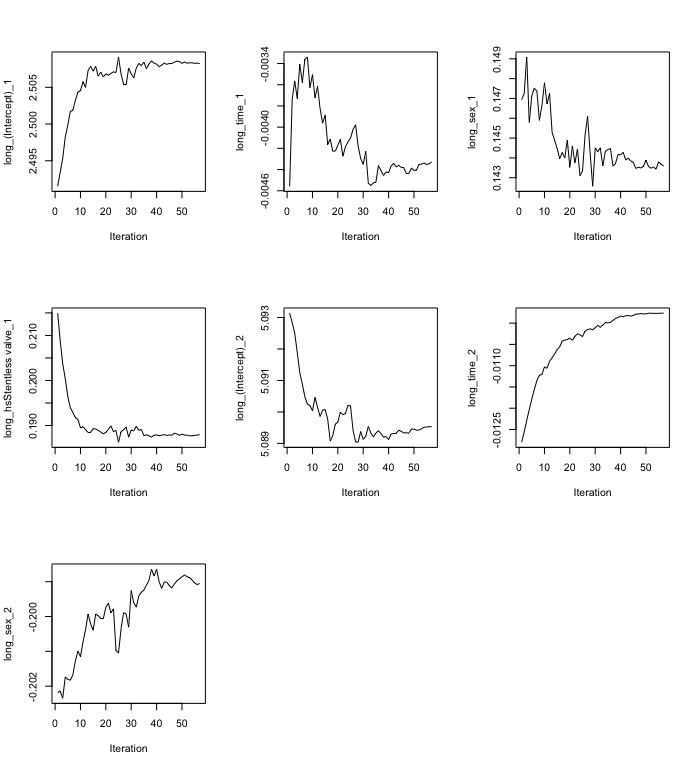 long_(Intercept)_1
2.495 2.500 2.505
0 10 20 30 40 50
Iteration
long_time_1
-0.0046 -0.0040 -0.0034
0 10 20 30 40 50
Iteration
long_sex_1
0.143 0.145 0.147 0.149
0 10 20 30 40 50
Iteration
long_hsStentless valve_1
0.190 0.200 0.210
0 10 20 30 40 50
Iteration
long_(Intercept)_2
5.089 5.091 5.093
0 10 20 30 40 50
Iteration
long_time_2
-0.0125 -0.0110
0 10 20 30 40 50
Iteration
long_sex_2
-0.202 -0.200
0 10 20 30 40 50
Iteration